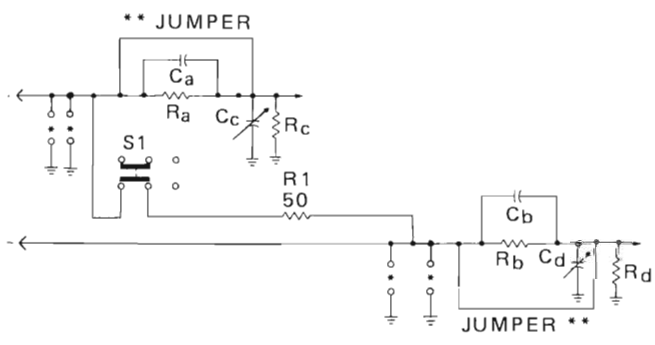 ** JUMPER
Ca
Ra
Cc
Rc
* *
S1
R1
50
Cb
Rb
Cd
Rd
* *
JUMPER **